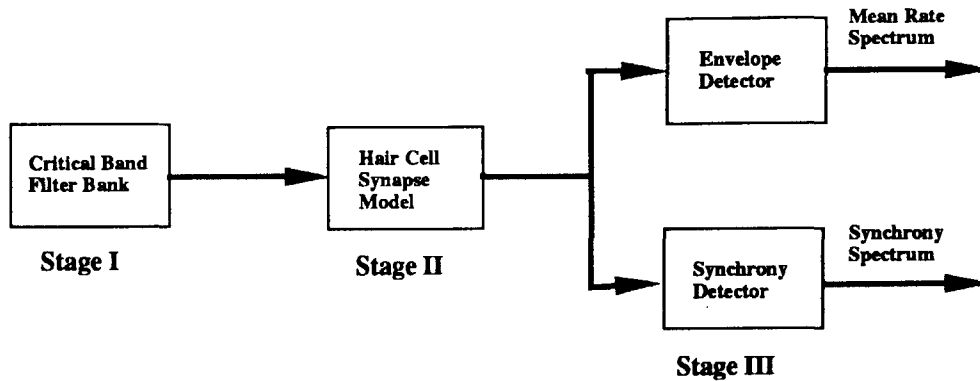 Critical Band
Filter Bank
Stage I
Hair Cell
Synapse
Model
Stage II
Envelope
Detector
Mean Rate
Spectrum
Synchrony
Detector
Synchrony
Spectrum
Stage III